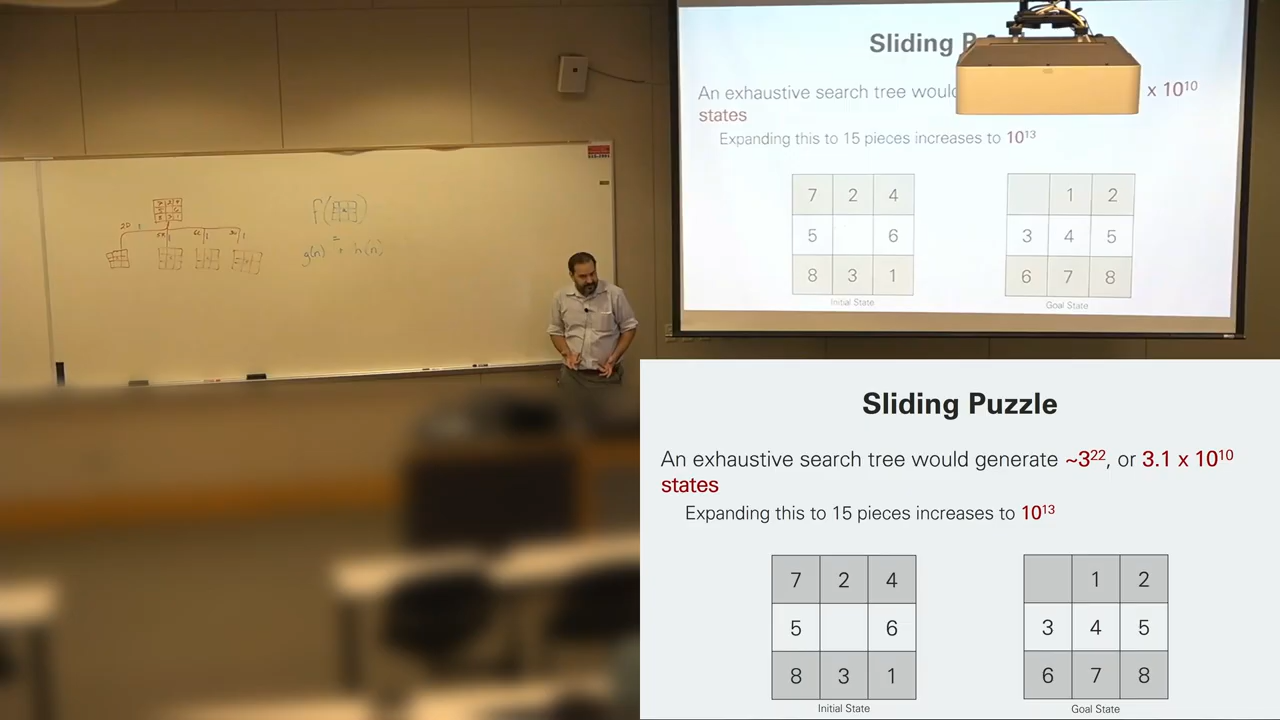 f(
=
g(n) + h(n)
Sliding P
An exhaustive search tree would x 10¹⁰
states
Expanding this to 15 pieces increases to 10¹³
7 2 4
5 6
8 3 1
Initial State
1 2
3 4 5
6 7 8
Goal State
Sliding Puzzle
An exhaustive search tree would generate ~3²², or 3.1 x 10¹⁰
states
Expanding this to 15 pieces increases to 10¹³
7 2 4
5 6
8 3 1
Initial State
1 2
3 4 5
6 7 8
Goal State